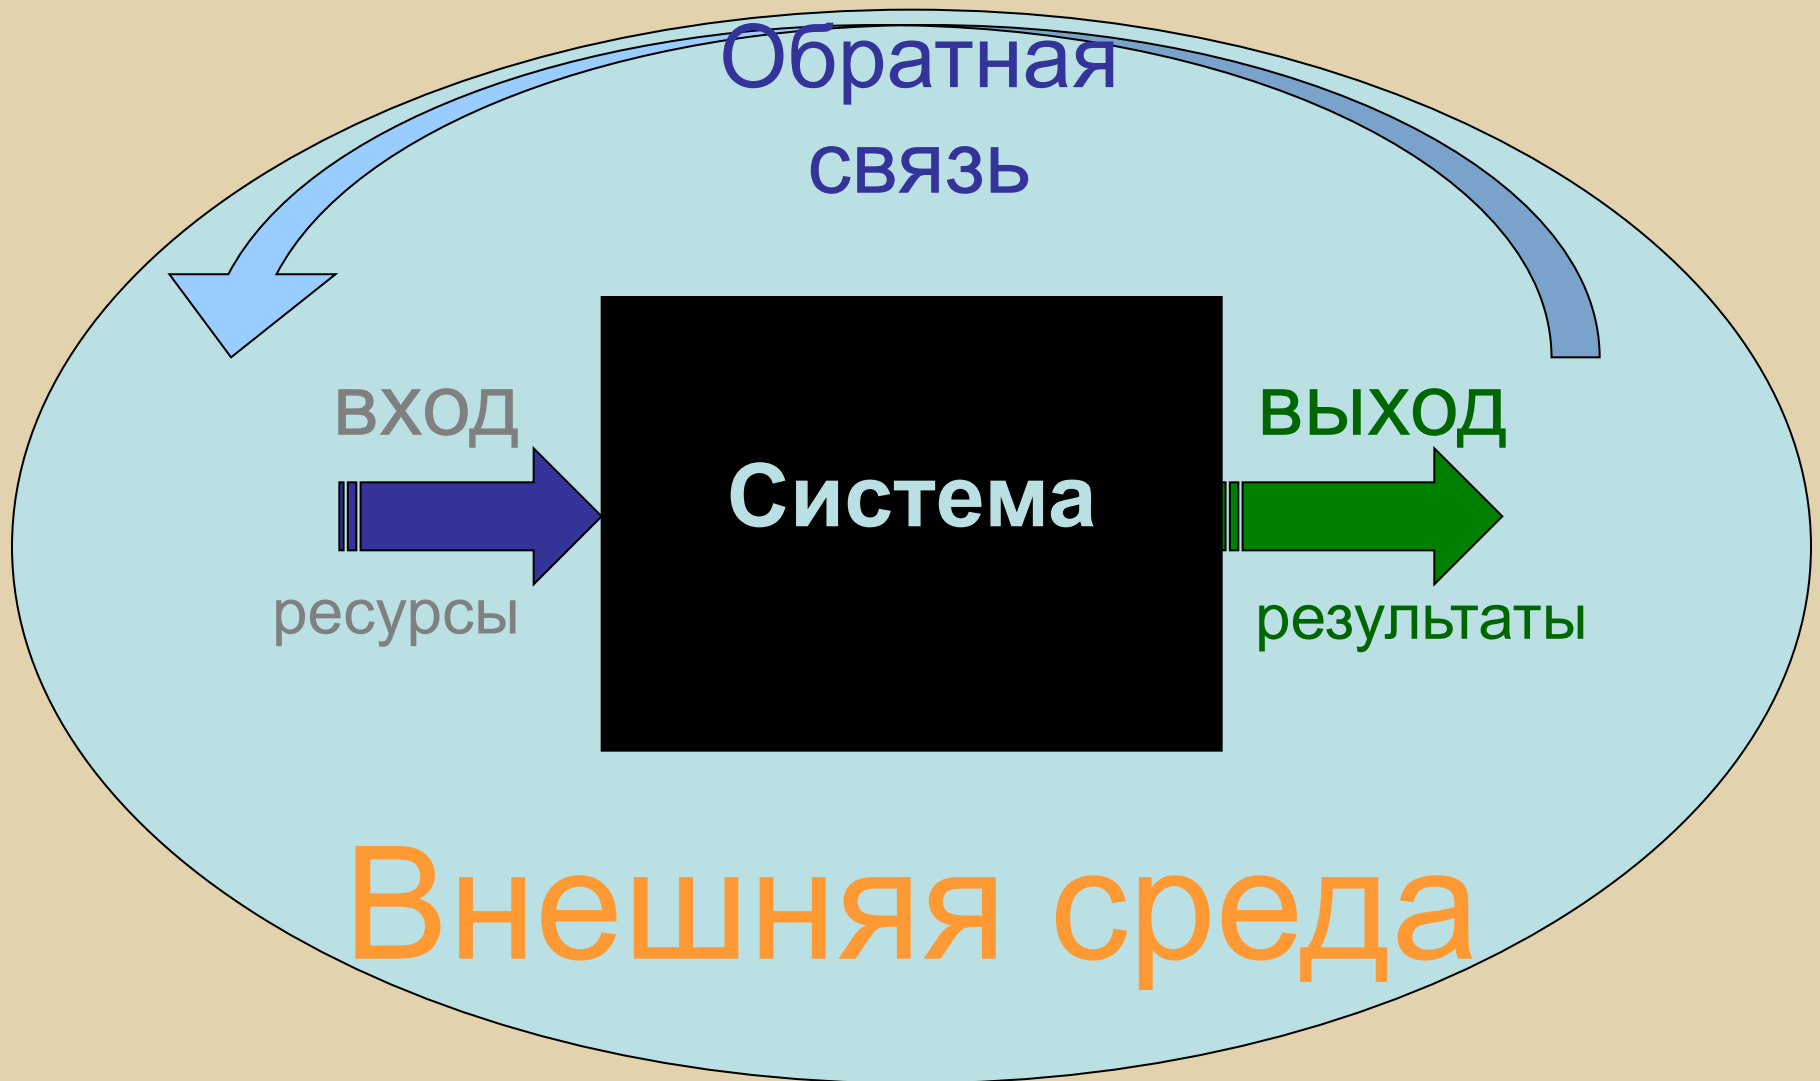 Обратная
связь
вход
выход
Система
ресурсы
результаты
Внешняя среда